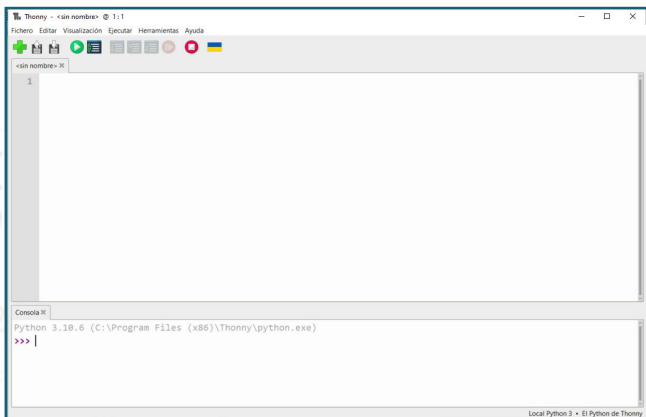 Thonny - <sin nombre> @ 1:1
Fichero Editar Visualización Ejecutar Herramientas Ayuda
<sin nombre>
1
Consola
Python 3.10.6 (C:\Program Files (x86)\Thonny\python.exe)
>>>
Local Python 3 • El Python de Thonny